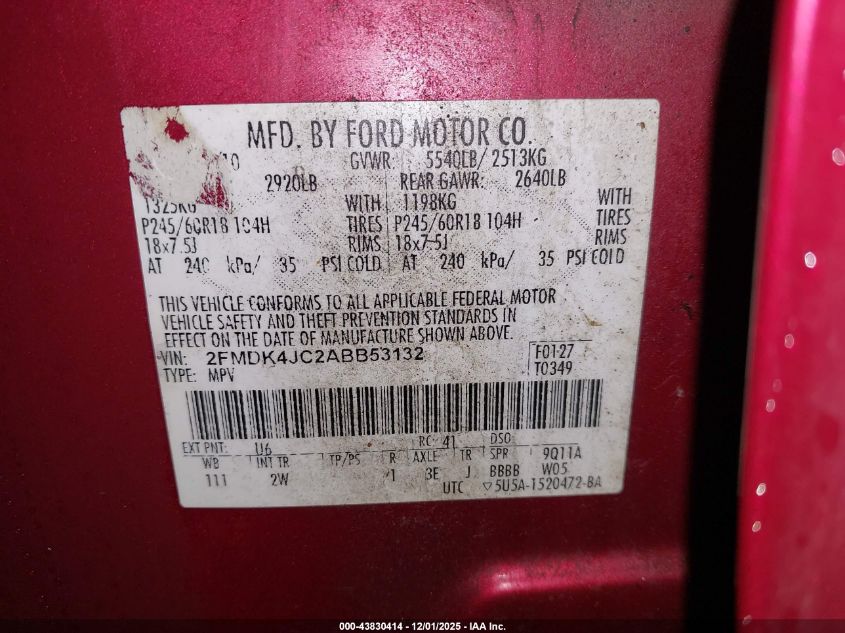 MFD. BY FORD MOTOR CO.
10 GVWR: 5540LB/ 2513KG
2920LB REAR GAWR: 2640LB
1325KG WITH 1198KG WITH
P245/60R18 104H TIRES P245/60R18 104H TIRES
18x7.5J RIMS 18x7.5J RIMS
AT 240 kPa/ 35 PSI COLD AT 240 kPa/ 35 PSI COLD
THIS VEHICLE CONFORMS TO ALL APPLICABLE FEDERAL MOTOR
VEHICLE SAFETY AND THEFT PREVENTION STANDARDS IN
EFFECT ON THE DATE OF MANUFACTURE SHOWN ABOVE.
VIN: 2FMDK4JC2ABB53132 F0127
TYPE: MPV T0349
EXT PNT: U6 RC: 41 DSO:
WB INT TR TP/PS R AXLE TR SPR 9Q11A
111 2W 1 3E J BBBB W05
UTC ▽5U5A-1520472-BA
000-43830414 - 12/01/2025 - IAA Inc.